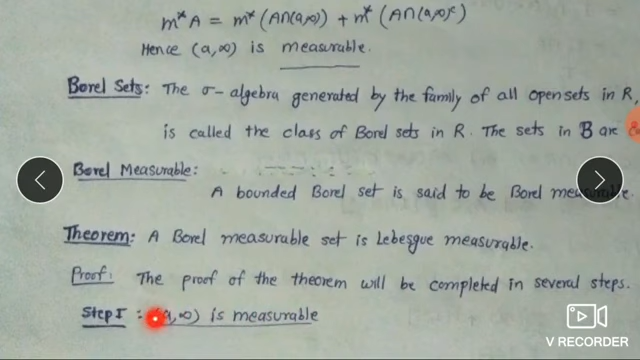 m*A = m*(A∩(a,∞)) + m*(A∩(a,∞)ᶜ)
Hence (a,∞) is measurable.
Borel Sets: The σ-algebra generated by the family of all open sets in R,
is called the class of Borel sets in R. The sets in B are
Borel Measurable:
A bounded Borel set is said to be Borel measurable.
Theorem: A Borel measurable set is Lebesgue measurable.
Proof: The proof of the theorem will be completed in several steps.
Step I : (a,∞) is measurable
V RECORDER